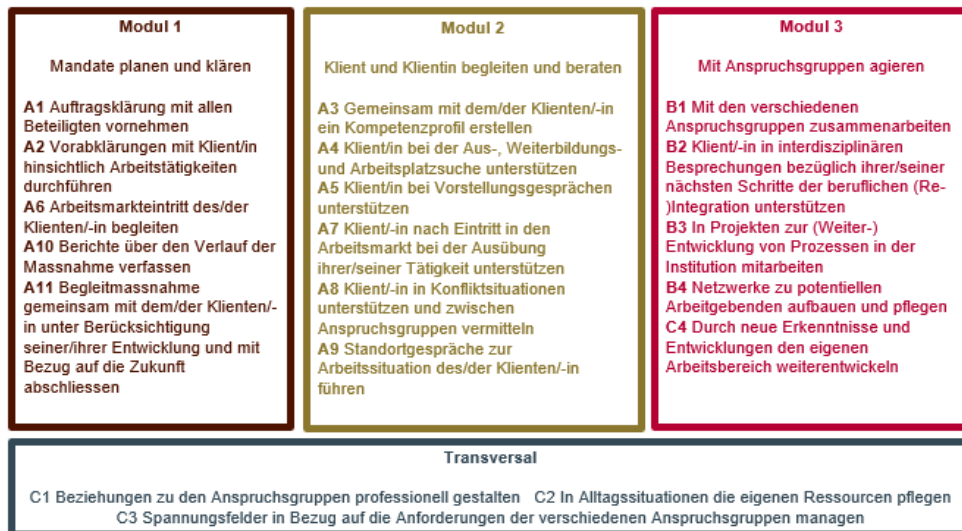 Modul 1
Mandate planen und klären
A1 Auftragsklärung mit allen
Beteiligten vornehmen
A2 Vorabklärungen mit Klient/in
hinsichtlich Arbeitstätigkeiten
durchführen
A6 Arbeitsmarkteintritt des/der
Klienten/-in begleiten
A10 Berichte über den Verlauf der
Massnahme verfassen
A11 Begleitmassnahme
gemeinsam mit dem/der Klienten/-
in unter Berücksichtigung
seiner/ihrer Entwicklung und mit
Bezug auf die Zukunft
abschliessen
Modul 2
Klient und Klientin begleiten und beraten
A3 Gemeinsam mit dem/der Klienten/-in
ein Kompetenzprofil erstellen
A4 Klient/in bei der Aus-, Weiterbildungs-
und Arbeitsplatzsuche unterstützen
A5 Klient/in bei Vorstellungsgesprächen
unterstützen
A7 Klient/-in nach Eintritt in den
Arbeitsmarkt bei der Ausübung
ihrer/seiner Tätigkeit unterstützen
A8 Klient/-in in Konfliktsituationen
unterstützen und zwischen
Anspruchsgruppen vermitteln
A9 Standortgespräche zur
Arbeitssituation des/der Klienten/-in
führen
Modul 3
Mit Anspruchsgruppen agieren
B1 Mit den verschiedenen
Anspruchsgruppen zusammenarbeiten
B2 Klient/-in in interdisziplinären
Besprechungen bezüglich ihrer/seiner
nächsten Schritte der beruflichen (Re-
)Integration unterstützen
B3 In Projekten zur (Weiter-)
Entwicklung von Prozessen in der
Institution mitarbeiten
B4 Netzwerke zu potentiellen
Arbeitgebenden aufbauen und pflegen
C4 Durch neue Erkenntnisse und
Entwicklungen den eigenen
Arbeitsbereich weiterentwickeln
Transversal
C1 Beziehungen zu den Anspruchsgruppen professionell gestalten C2 In Alltagssituationen die eigenen Ressourcen pflegen
C3 Spannungsfelder in Bezug auf die Anforderungen der verschiedenen Anspruchsgruppen managen